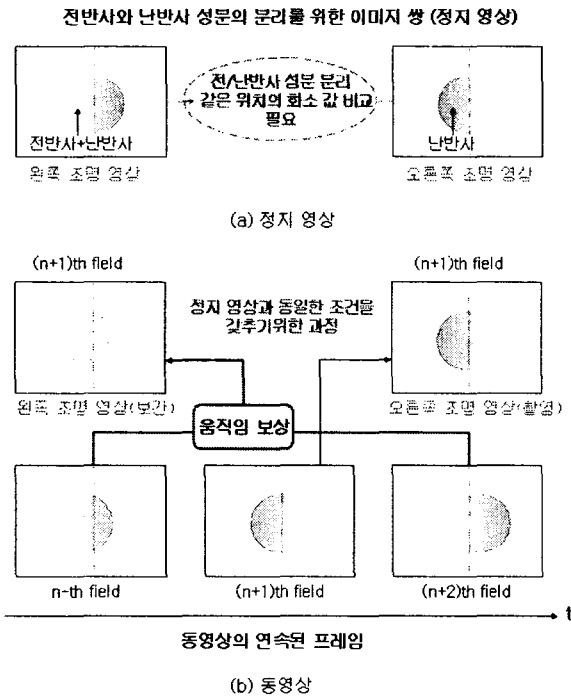 전반사와 난반사 성분의 분리를 위한 이미지 쌍 (정지 영상)
전/난반사 성분 분리
같은 위치의 화소 값 비교
필요
전반사+난반사
난반사
왼쪽 조명 영상
오른쪽 조명 영상
(a) 정지 영상
(n+1)th field
(n+1)th field
정지 영상과 동일한 조건을
갖추기위한 과정
왼쪽 조명 영상(보간)
오른쪽 조명 영상(촬영)
움직임 보상
n-th field
(n+1)th field
(n+2)th field
t
동영상의 연속된 프레임
(b) 동영상